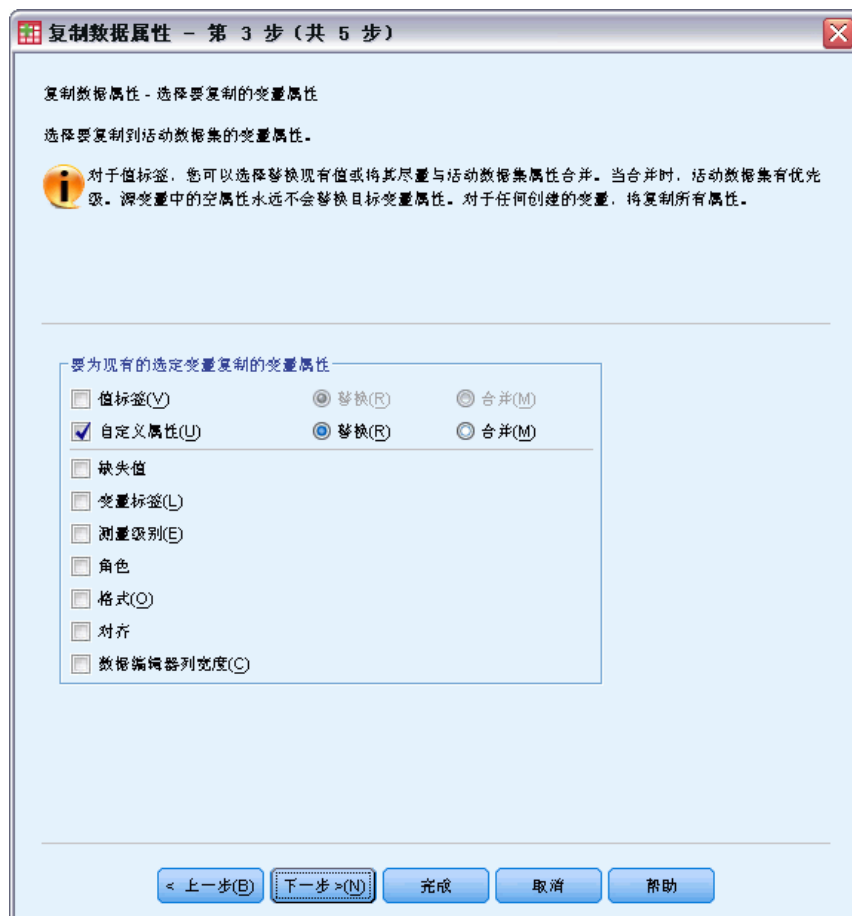 复制数据属性 - 第 3 步（共 5 步）
复制数据属性 - 选择要复制的变量属性
选择要复制到活动数据集的变量属性。
对于值标签，您可以选择替换现有值或将其尽量与活动数据集属性合并。当合并时，活动数据集有优先
级。源变量中的空属性永远不会替换目标变量属性。对于任何创建的变量，将复制所有属性。
要为现有的选定变量复制的变量属性
值标签(V) 替换(R) 合并(M)
自定义属性(U) 替换(R) 合并(M)
缺失值
变量标签(L)
测量级别(E)
角色
格式(O)
对齐
数据编辑器列宽度(C)
< 上一步(B) 下一步 >(N) 完成 取消 帮助